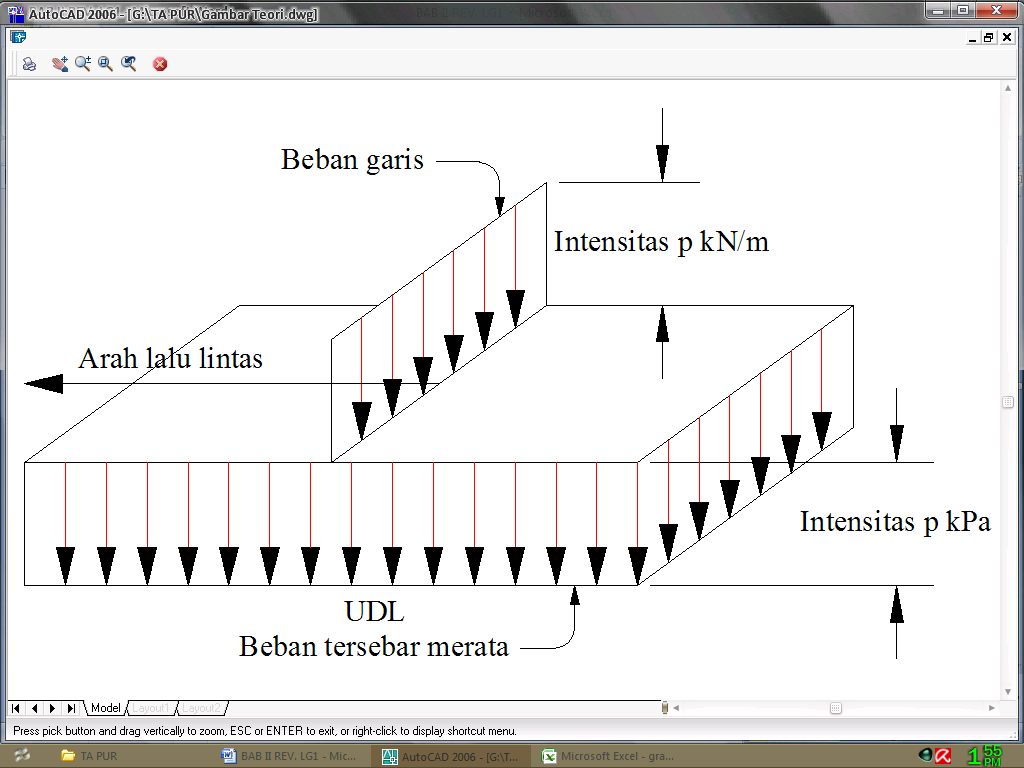 AutoCAD 2006 - [G:\TA PUR\Gambar Teori.dwg]
Beban garis
Intensitas p kN/m
Arah lalu lintas
Intensitas p kPa
UDL
Beban tersebar merata
Model
Layout1
Layout2
Press pick button and drag vertically to zoom, ESC or ENTER to exit, or right-click to display shortcut menu.
TA PUR
BAB II REV. LG1 - Mic...
AutoCAD 2006 - [G:\T...
Microsoft Excel - gra...
1:55 PM